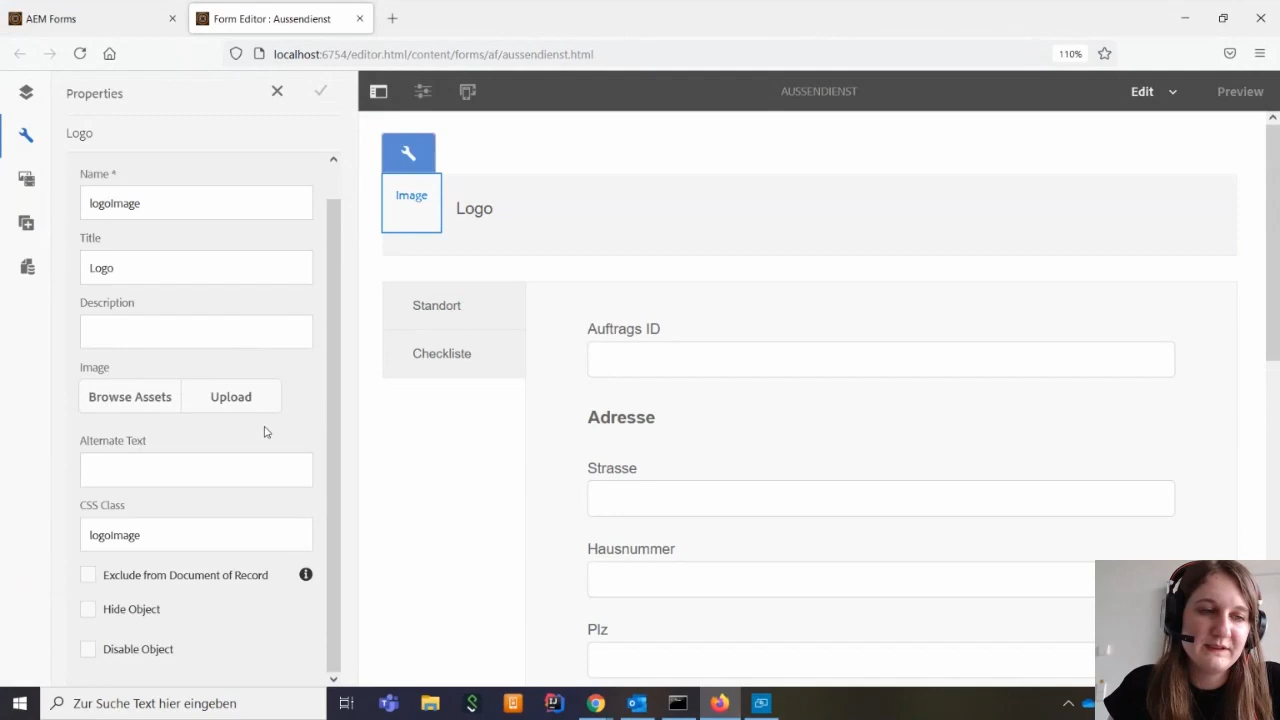 AEM Forms
Form Editor : Aussendienst
localhost:6754/editor.html/content/forms/af/aussendienst.html
110%
Properties
AUSSENDIENST
Edit
Preview
Logo
Name *
logoImage
Title
Logo
Description
Image
Browse Assets
Upload
Alternate Text
CSS Class
logoImage
Exclude from Document of Record
Hide Object
Disable Object
Image
Logo
Standort
Checkliste
Auftrags ID
Adresse
Strasse
Hausnummer
Plz
Zur Suche Text hier eingeben